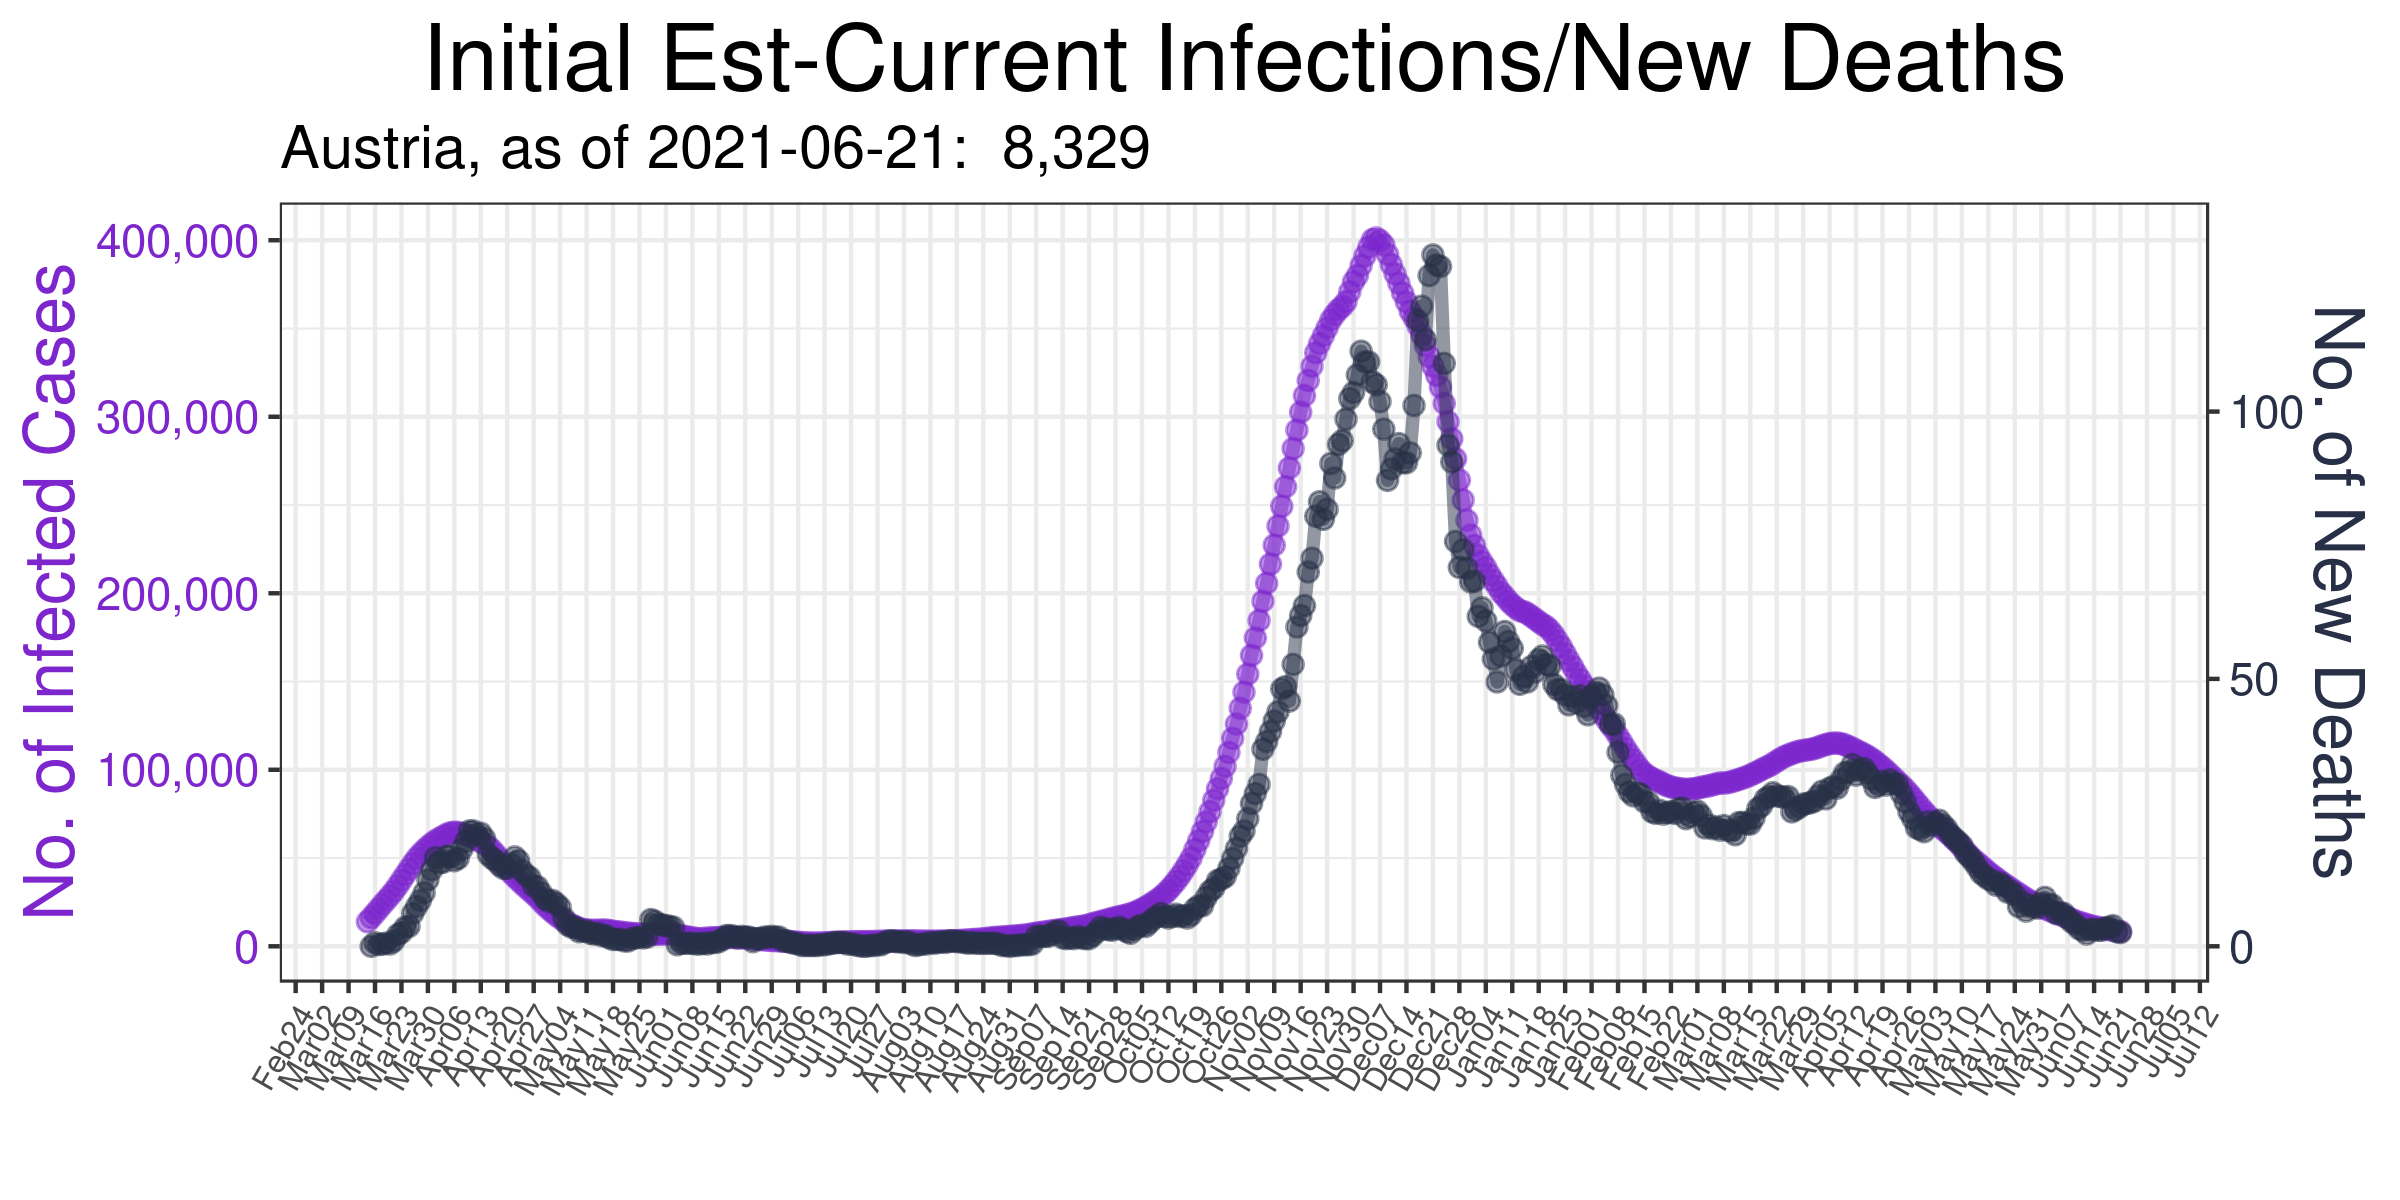 Initial Est-Current Infections/New Deaths
Austria, as of 2021-06-21:  8,329
No. of Infected Cases
400,000
300,000
200,000
100,000
0
100
50
0
No. of New Deaths
Feb24
Mar02
Mar09
Mar16
Mar23
Mar30
Apr06
Apr13
Apr20
Apr27
May04
May11
May18
May25
Jun01
Jun08
Jun15
Jun22
Jun29
Jul06
Jul13
Jul20
Jul27
Aug03
Aug10
Aug17
Aug24
Aug31
Sep07
Sep14
Sep21
Sep28
Oct05
Oct12
Oct19
Oct26
Nov02
Nov09
Nov16
Nov23
Nov30
Dec07
Dec14
Dec21
Dec28
Jan04
Jan11
Jan18
Jan25
Feb01
Feb08
Feb15
Feb22
Mar01
Mar08
Mar15
Mar22
Mar29
Apr05
Apr12
Apr19
Apr26
May03
May10
May17
May24
May31
Jun07
Jun14
Jun21
Jun28
Jul05
Jul12